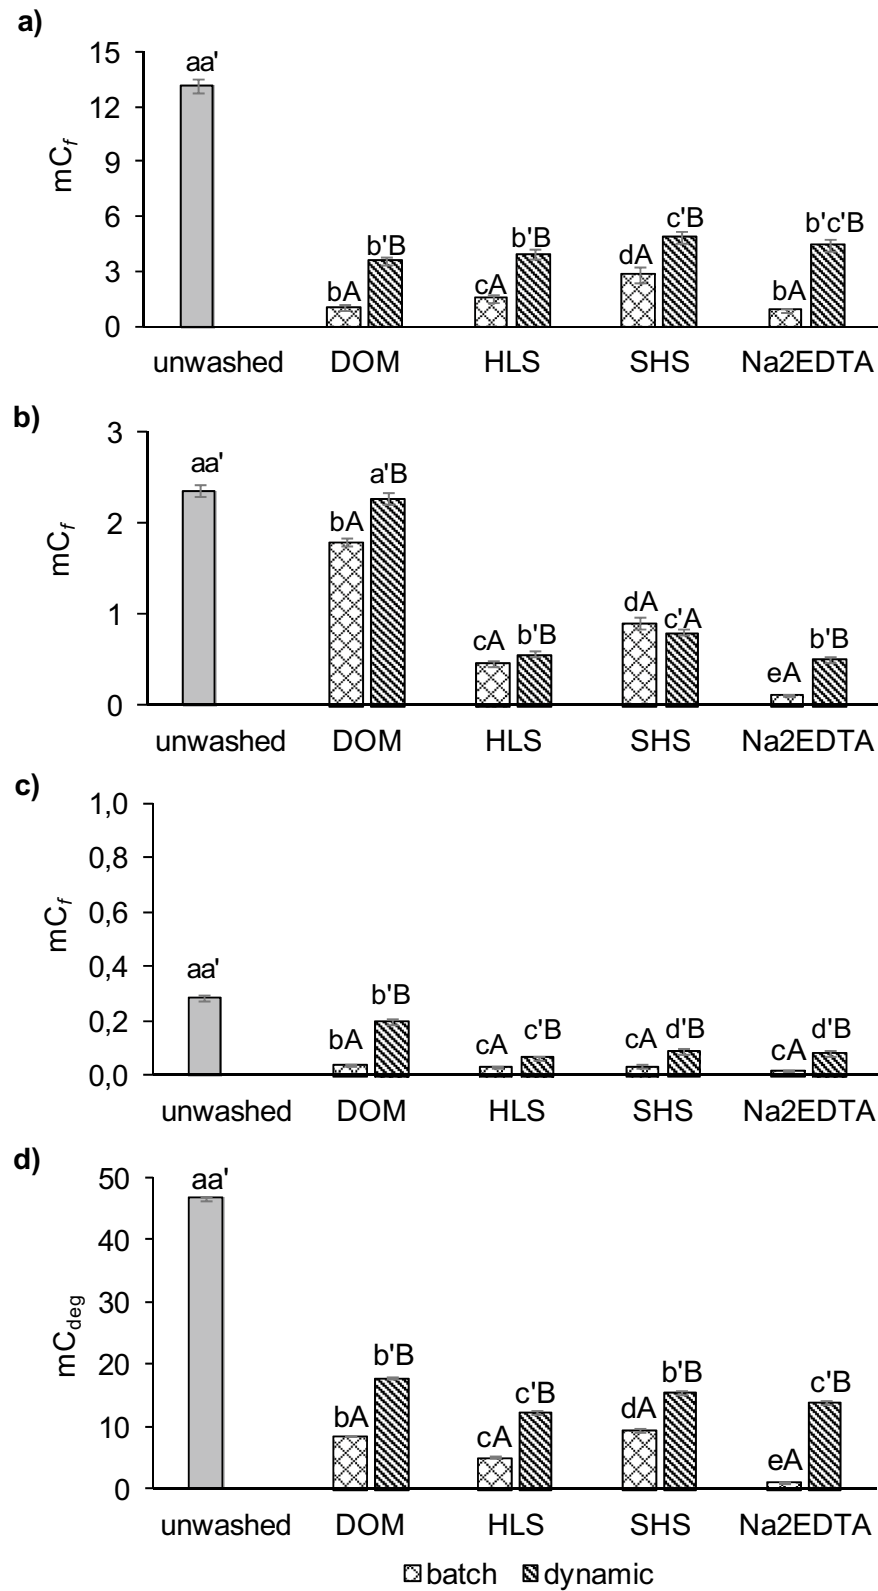 a)
15
12
9
6
3
0
mCf
aa'
bA
b'B
cA
b'B
dA
c'B
bA
b'c'B
unwashed DOM HLS SHS Na2EDTA
b)
3
2
1
0
mCf
aa'
bA
a'B
cA
b'B
dA
c'A
eA
b'B
unwashed DOM HLS SHS Na2EDTA
c)
1,0
0,8
0,6
0,4
0,2
0,0
mCf
aa'
bA
b'B
cA
c'B
cA
d'B
cA
d'B
unwashed DOM HLS SHS Na2EDTA
d)
50
40
30
20
10
0
mCdeg
aa'
bA
b'B
cA
c'B
dA
b'B
eA
c'B
unwashed DOM HLS SHS Na2EDTA
batch dynamic